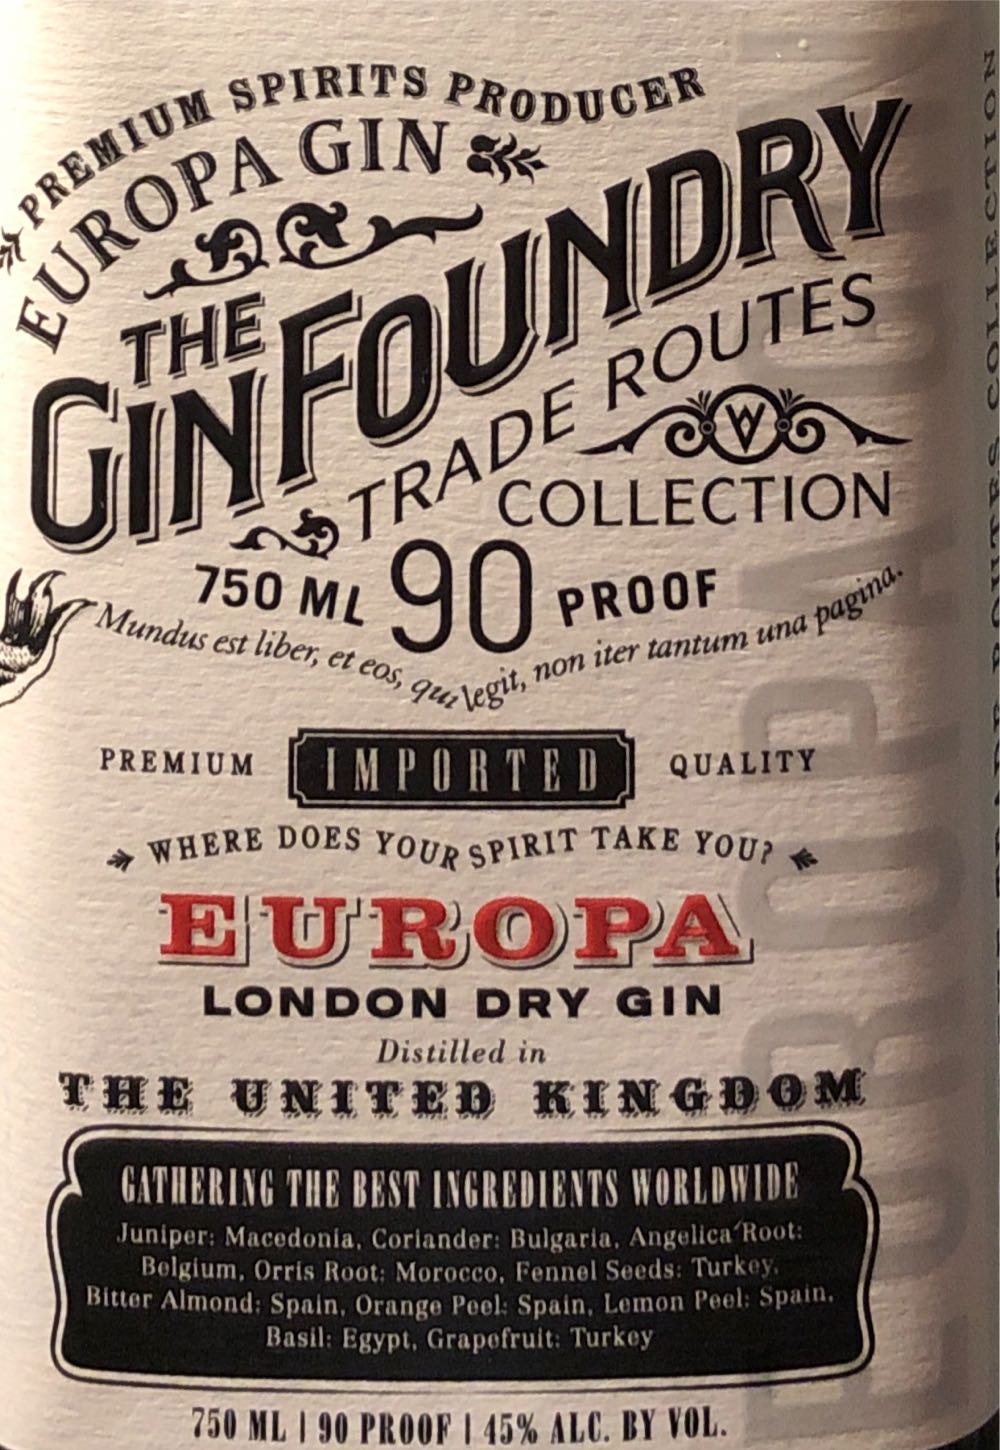 PREMIUM SPIRITS PRODUCER
EUROPA GIN
THE
GINFOUNDRY
TRADE ROUTES
W
COLLECTION
750 ML 90 PROOF
Mundus est liber, et eos, qui legit, non iter tantum una pagina.
PREMIUM IMPORTED QUALITY
WHERE DOES YOUR SPIRIT TAKE YOU?
EUROPA
LONDON DRY GIN
Distilled in
THE UNITED KINGDOM
GATHERING THE BEST INGREDIENTS WORLDWIDE
Juniper: Macedonia, Coriander: Bulgaria, Angelica Root:
Belgium, Orris Root: Morocco, Fennel Seeds: Turkey,
Bitter Almond: Spain, Orange Peel: Spain, Lemon Peel: Spain,
Basil: Egypt, Grapefruit: Turkey
750 ML | 90 PROOF | 45% ALC. BY VOL.
ROUTES COLLECTION